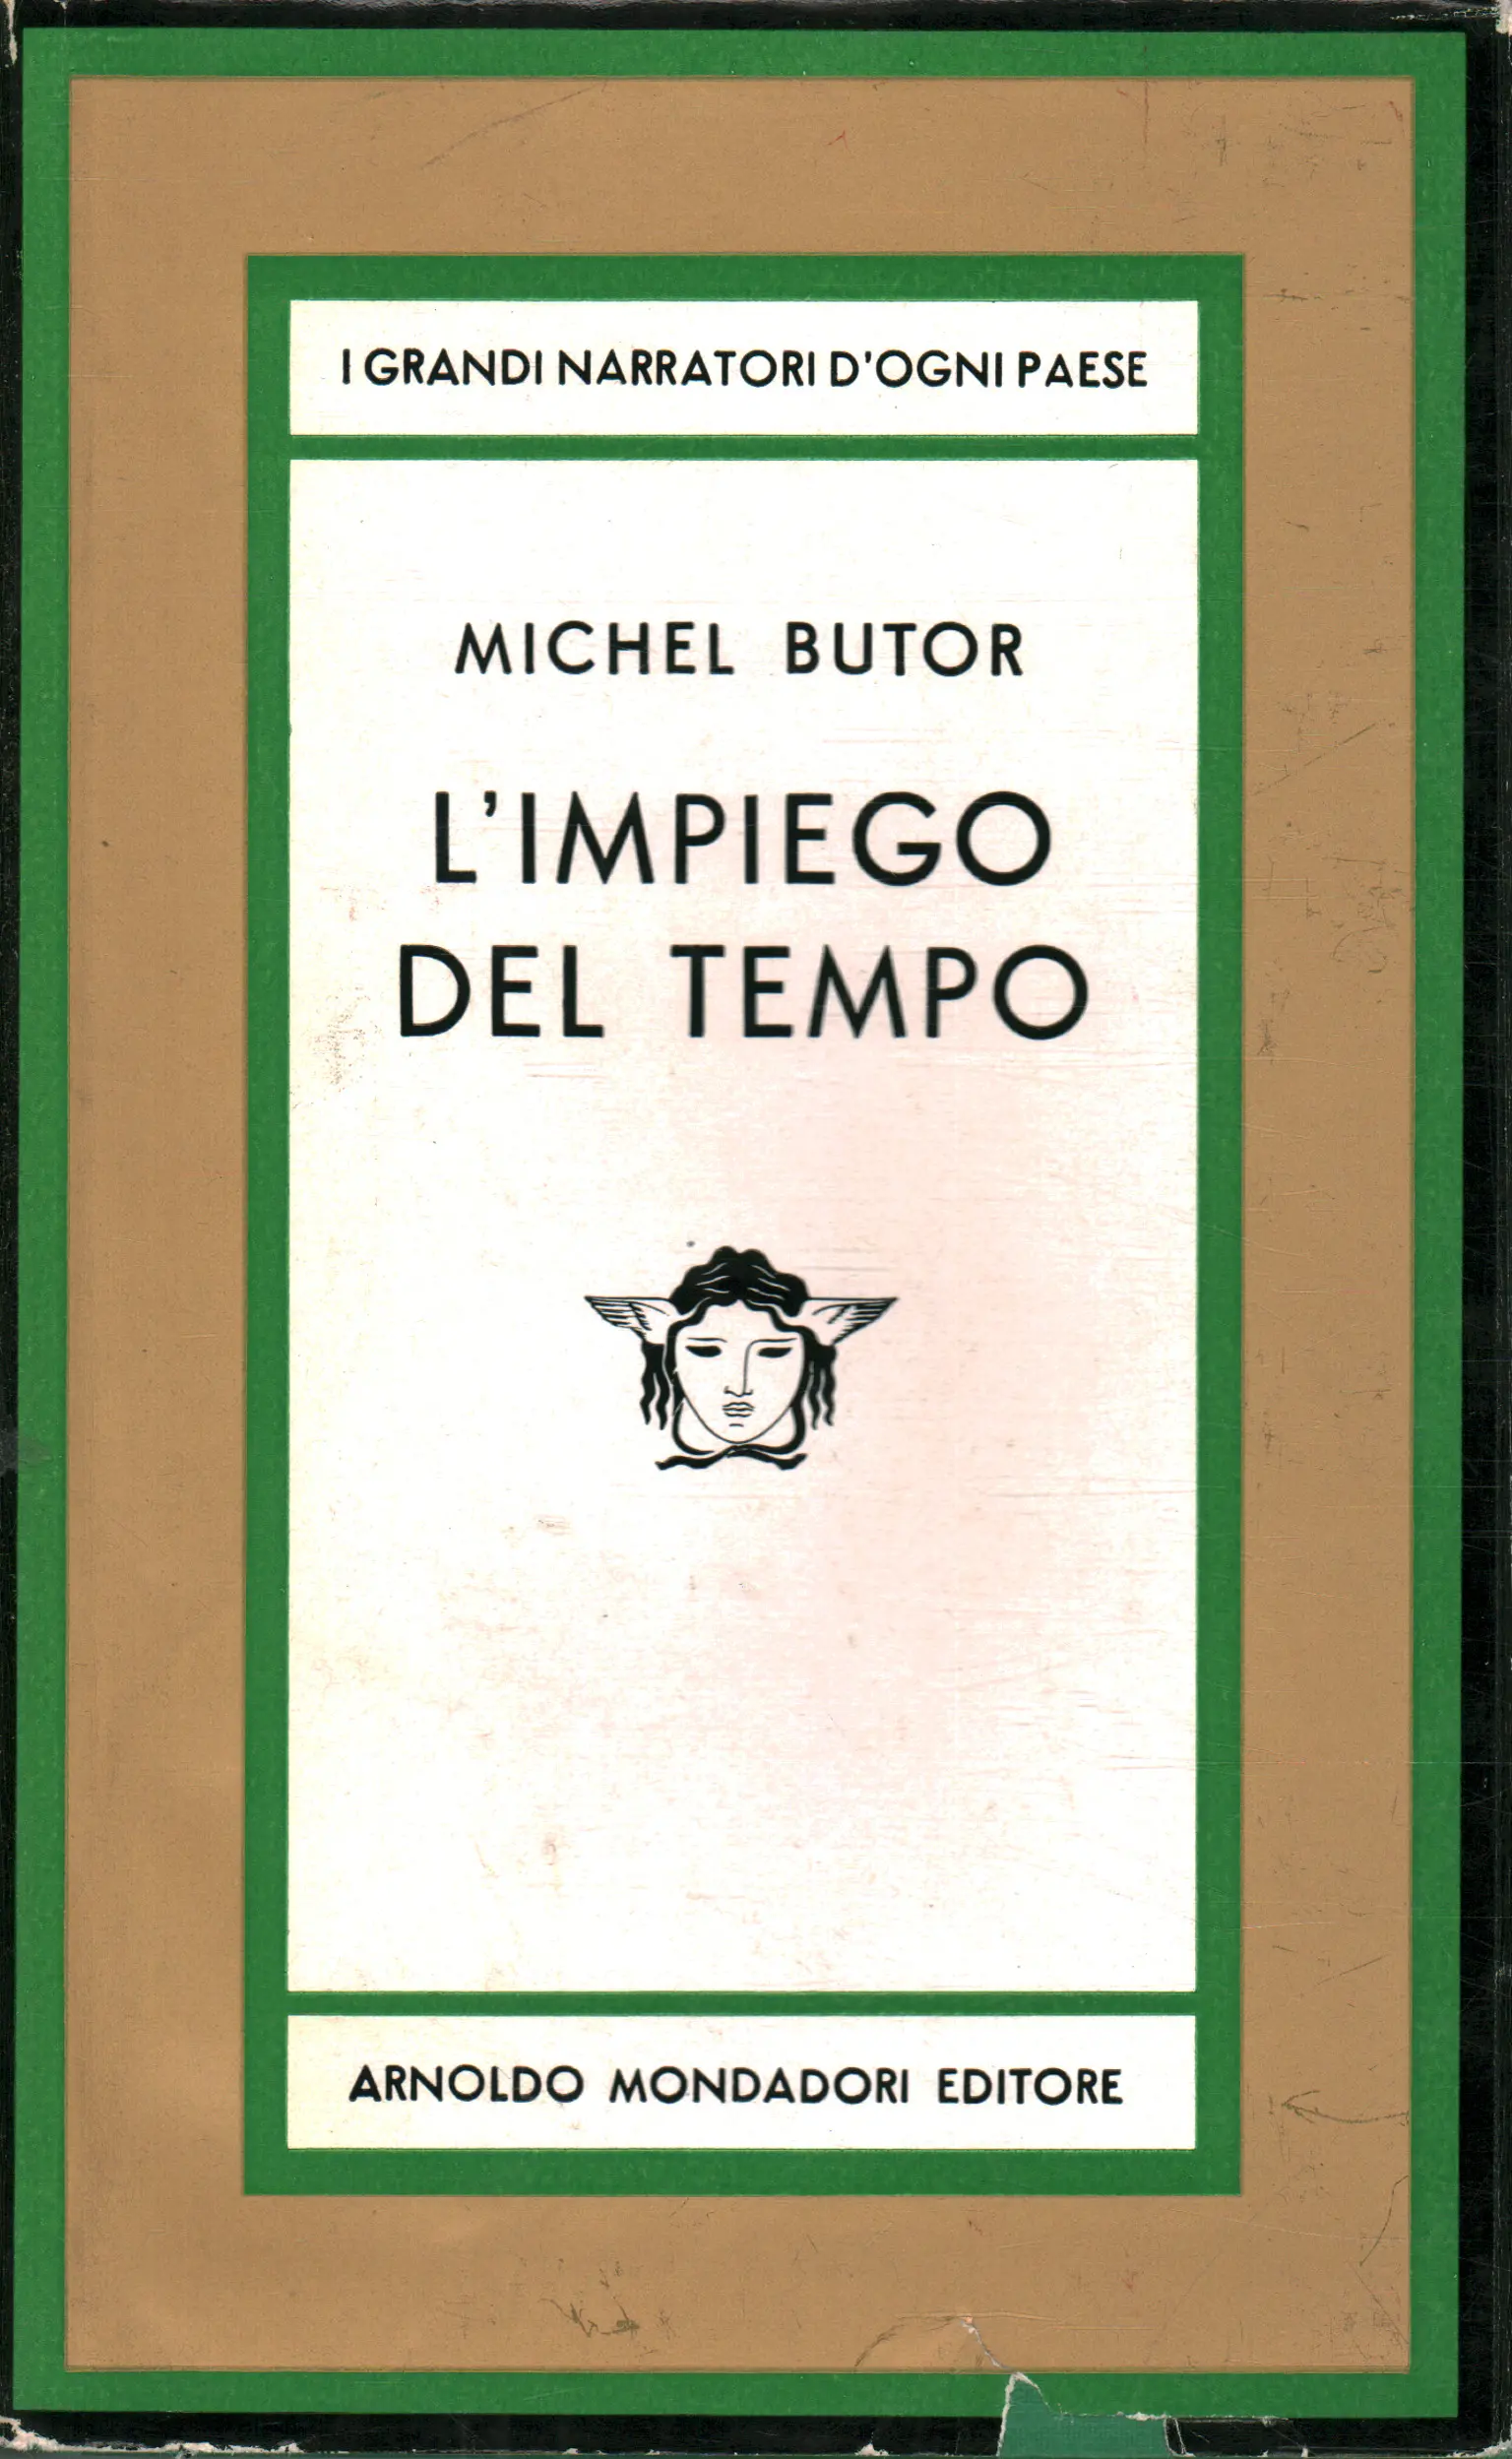 I GRANDI NARRATORI D'OGNI PAESE
MICHEL BUTOR
L'IMPIEGO
DEL TEMPO
ARNOLDO MONDADORI EDITORE